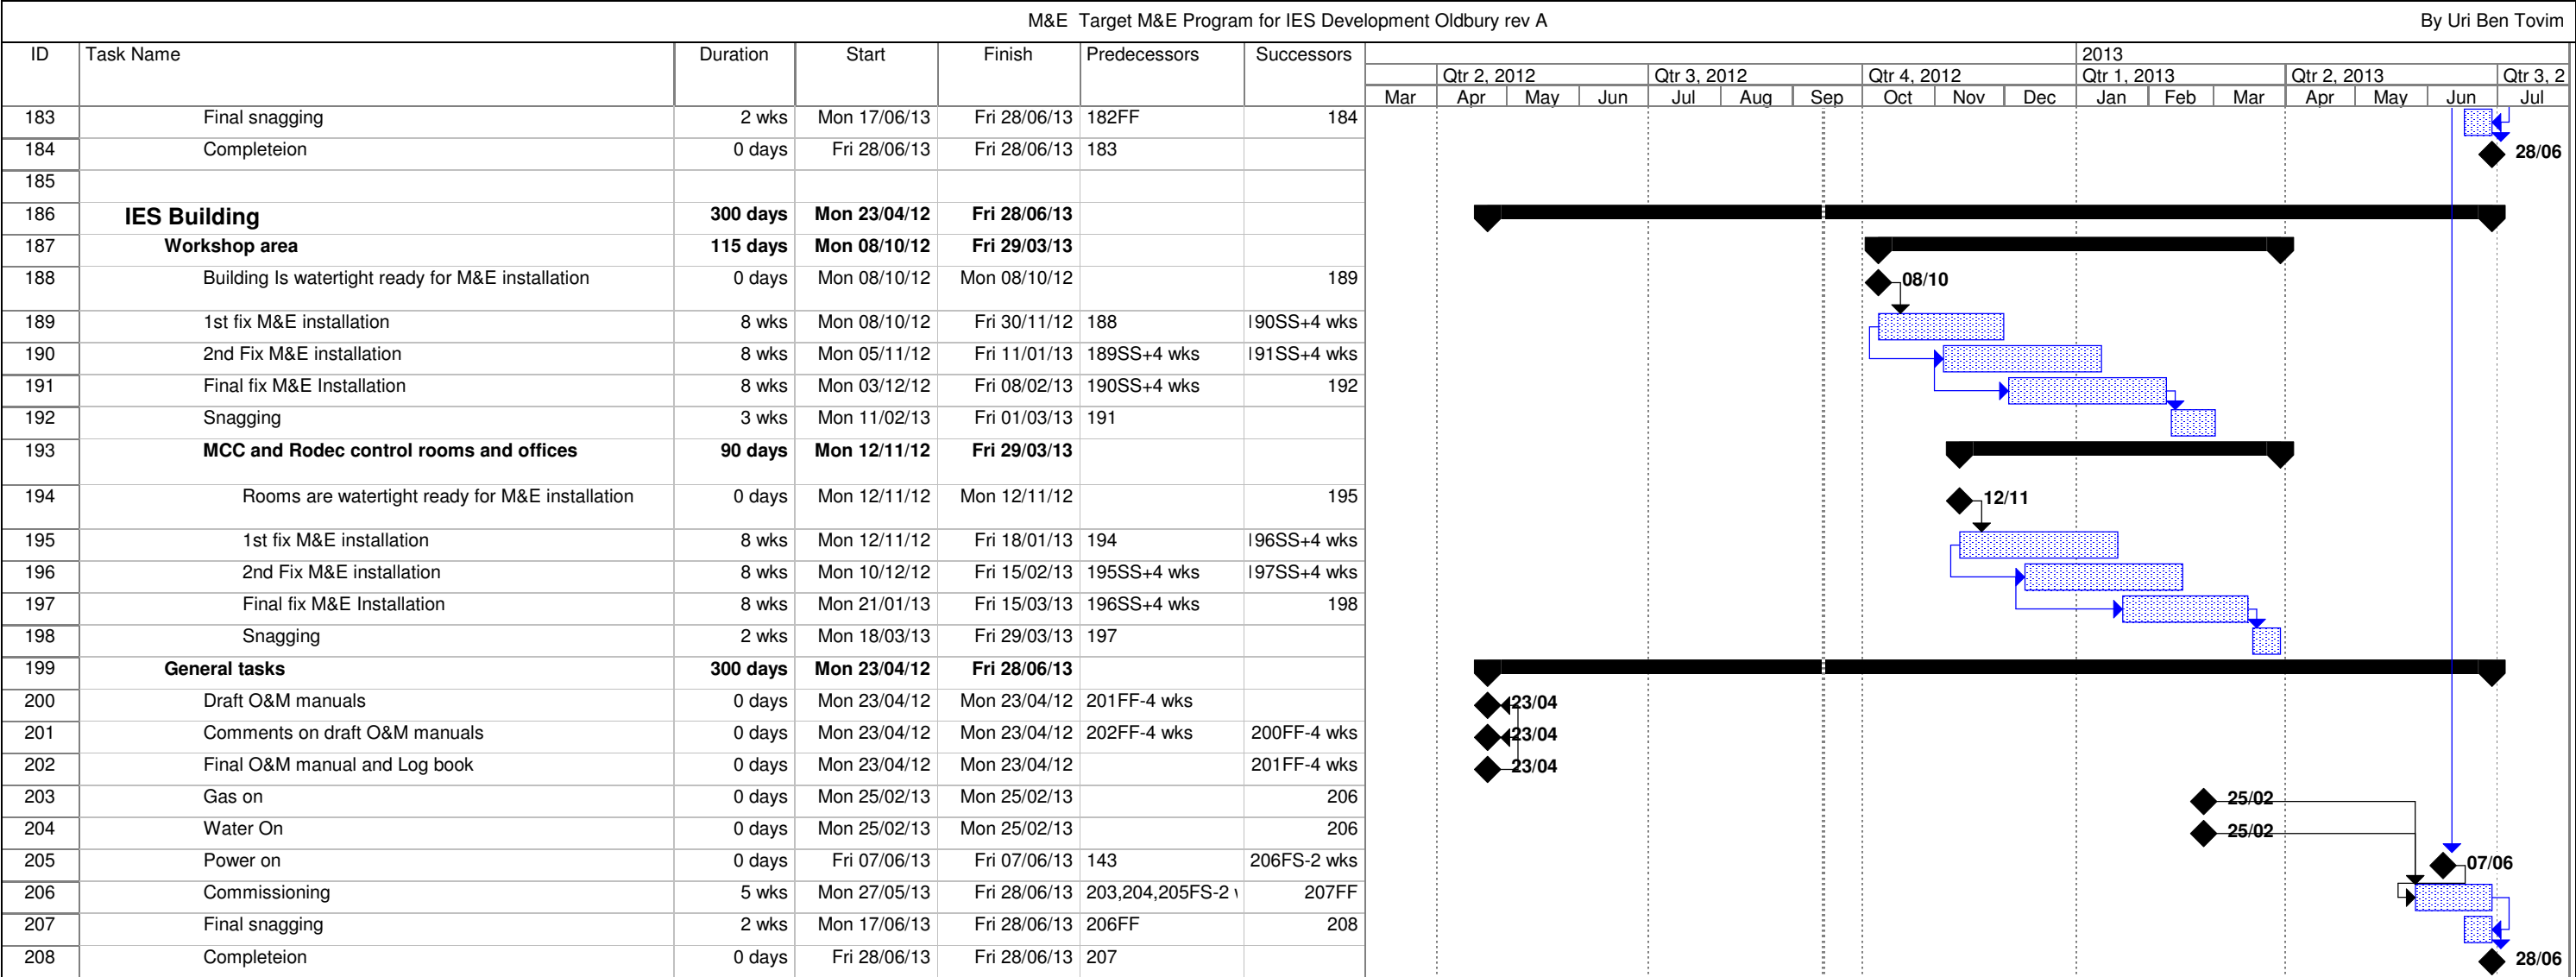 M&E Target M&E Program for IES Development Oldbury rev A By Uri Ben Tovim
ID Task Name Duration Start Finish Predecessors Successors
2013
Qtr 2, 2012 Qtr 3, 2012 Qtr 4, 2012 Qtr 1, 2013 Qtr 2, 2013 Qtr 3, 2
Mar Apr May Jun Jul Aug Sep Oct Nov Dec Jan Feb Mar Apr May Jun Jul
183 Final snagging 2 wks Mon 17/06/13 Fri 28/06/13 182FF 184
184 Completeion 0 days Fri 28/06/13 Fri 28/06/13 183 28/06
185
186 IES Building 300 days Mon 23/04/12 Fri 28/06/13
187 Workshop area 115 days Mon 08/10/12 Fri 29/03/13
188 Building Is watertight ready for M&E installation 0 days Mon 08/10/12 Mon 08/10/12 189 08/10
189 1st fix M&E installation 8 wks Mon 08/10/12 Fri 30/11/12 188 190SS+4 wks
190 2nd Fix M&E installation 8 wks Mon 05/11/12 Fri 11/01/13 189SS+4 wks 191SS+4 wks
191 Final fix M&E Installation 8 wks Mon 03/12/12 Fri 08/02/13 190SS+4 wks 192
192 Snagging 3 wks Mon 11/02/13 Fri 01/03/13 191
193 MCC and Rodec control rooms and offices 90 days Mon 12/11/12 Fri 29/03/13
194 Rooms are watertight ready for M&E installation 0 days Mon 12/11/12 Mon 12/11/12 195 12/11
195 1st fix M&E installation 8 wks Mon 12/11/12 Fri 18/01/13 194 196SS+4 wks
196 2nd Fix M&E installation 8 wks Mon 10/12/12 Fri 15/02/13 195SS+4 wks 197SS+4 wks
197 Final fix M&E Installation 8 wks Mon 21/01/13 Fri 15/03/13 196SS+4 wks 198
198 Snagging 2 wks Mon 18/03/13 Fri 29/03/13 197
199 General tasks 300 days Mon 23/04/12 Fri 28/06/13
200 Draft O&M manuals 0 days Mon 23/04/12 Mon 23/04/12 201FF-4 wks 23/04
201 Comments on draft O&M manuals 0 days Mon 23/04/12 Mon 23/04/12 202FF-4 wks 200FF-4 wks 23/04
202 Final O&M manual and Log book 0 days Mon 23/04/12 Mon 23/04/12 201FF-4 wks 23/04
203 Gas on 0 days Mon 25/02/13 Mon 25/02/13 206 25/02
204 Water On 0 days Mon 25/02/13 Mon 25/02/13 206 25/02
205 Power on 0 days Fri 07/06/13 Fri 07/06/13 143 206FS-2 wks 07/06
206 Commissioning 5 wks Mon 27/05/13 Fri 28/06/13 203,204,205FS-2 207FF
207 Final snagging 2 wks Mon 17/06/13 Fri 28/06/13 206FF 208
208 Completeion 0 days Fri 28/06/13 Fri 28/06/13 207 28/06